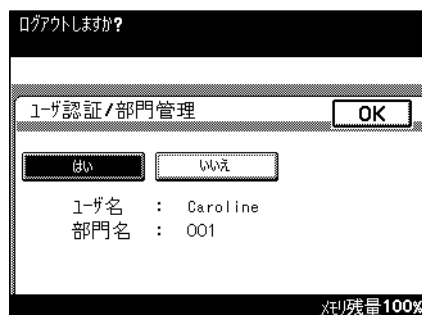 ログアウトしますか?
ユーザ認証/部門管理 OK
はい いいえ
ユーザ名 : Caroline
部門名 : 001
メモリ残量100%